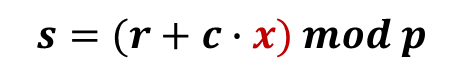 s = (r + c · x) mod p